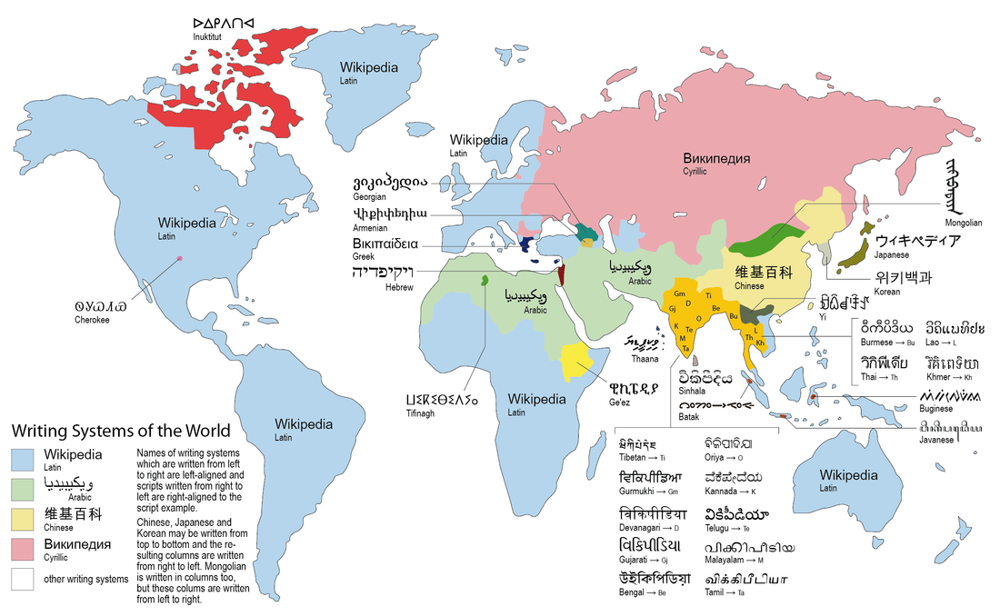 ᐅᐃᑭᐱᑎᐊ
Inuktitut
Wikipedia
Latin
Wikipedia
Latin
Википедия
Cyrillic
ვიკიპედია
Georgian
Վիքիփեդիա
Armenian
Βικιπαίδεια
Greek
ויקיפדיה
Hebrew
Wikipedia
Latin
Cherokee
ويكيبيديا
Arabic
ويكيبيديا
Arabic
维基百科
Chinese
Mongolian
ウィキペディア
Japanese
위키백과
Korean
Yi
Gm
Ti
D
Gj
Be
O
Bu
K
Te
M
Ta
L
Th
Kh
ވިކިޕީޑިޔާ
Thaana
Burmese → Bu
Lao → L
วิกิพีเดีย
Thai → Th
Khmer → Kh
විකිපීදිය
Sinhala
Batak
Buginese
Javanese
Tifinagh
ዊኪፔዲያ
Ge'ez
Wikipedia
Latin
Wikipedia
Latin
Wikipedia
Latin
Tibetan → Ti
Oriya → O
ਵਿਕਿਪੀਡਿਆ
Gurmukhi → Gm
Kannada → K
विकिपीडिया
Devanagari → D
వికీపీడియా
Telugu → Te
વિકિપીડિયા
Gujarati → Gj
വിക്കിപീടിയ
Malayalam → M
উইকিপিডিয়া
Bengal → Be
விக்கிபீடியா
Tamil → Ta
Writing Systems of the World
Wikipedia
Latin
ويكيبيديا
Arabic
维基百科
Chinese
Википедия
Cyrillic
other writing systems
Names of writing systems
which are written from left
to right are left-aligned and
scripts written from right to
left are right-aligned to the
script example.
Chinese, Japanese and
Korean may be written from
top to bottom and the re-
sulting columns are written
from right to left. Mongolian
is written in columns too,
but these colums are written
from left to right.